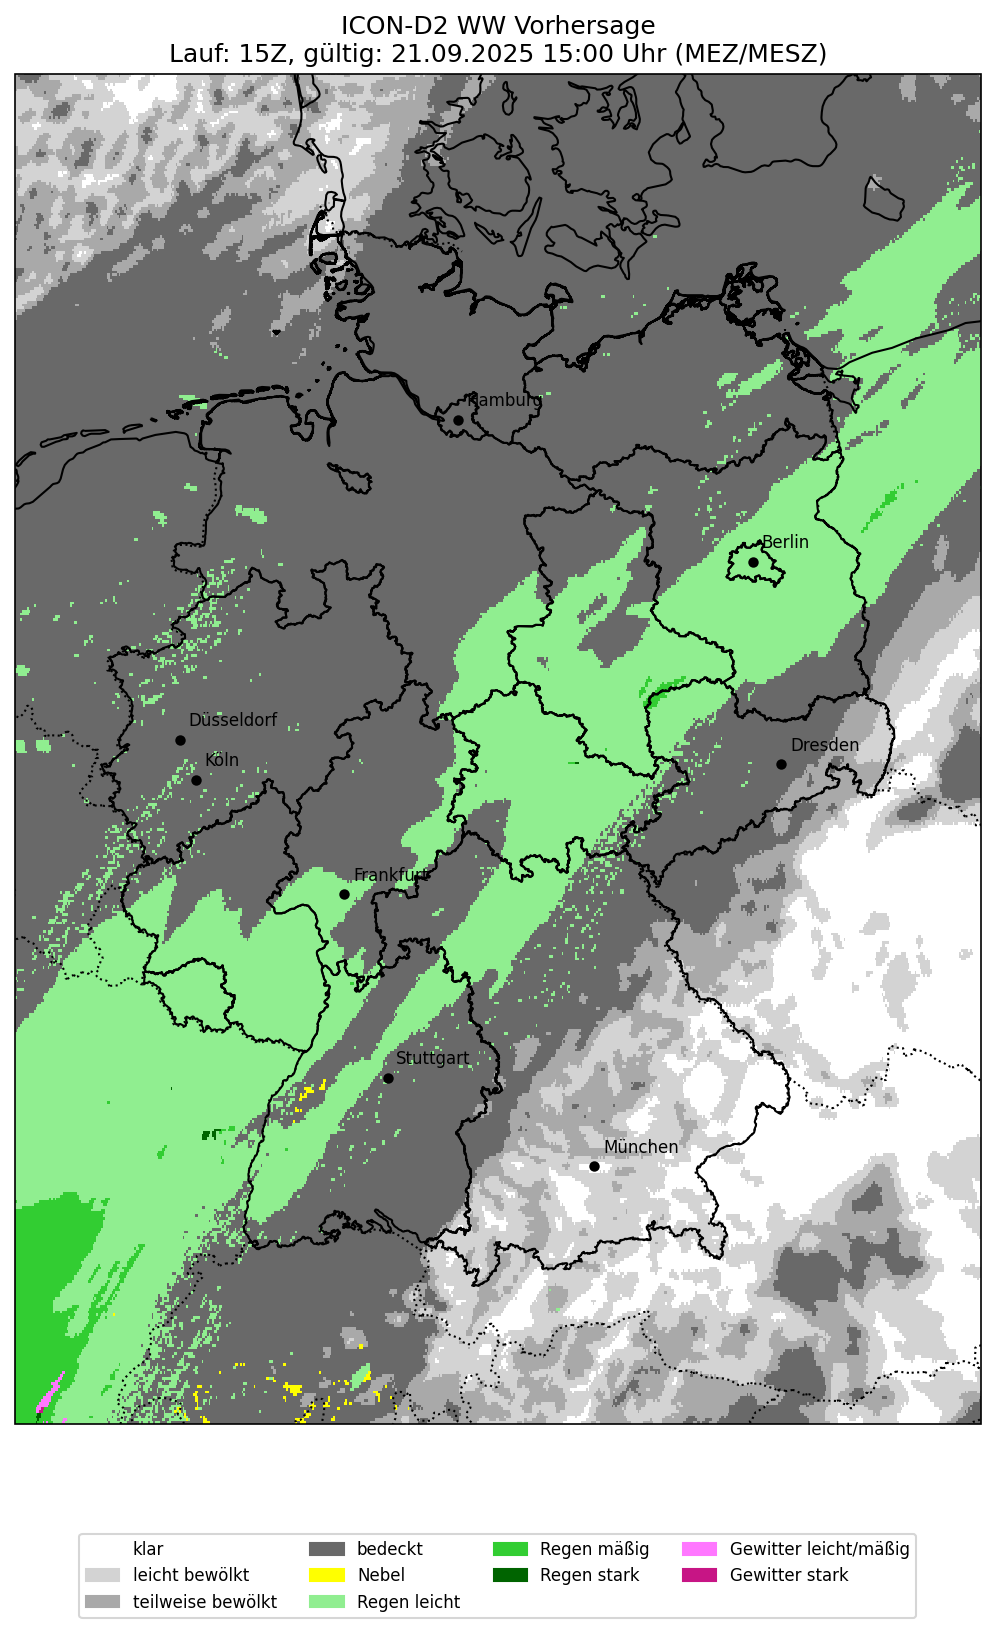 ICON-D2 WW Vorhersage
Lauf: 15Z, gültig: 21.09.2025 15:00 Uhr (MEZ/MESZ)
Hamburg
Berlin
Düsseldorf
Dresden
Köln
Frankfurt
Stuttgart
München
klar
leicht bewölkt
teilweise bewölkt
bedeckt
Nebel
Regen leicht
Regen mäßig
Regen stark
Gewitter leicht/mäßig
Gewitter stark